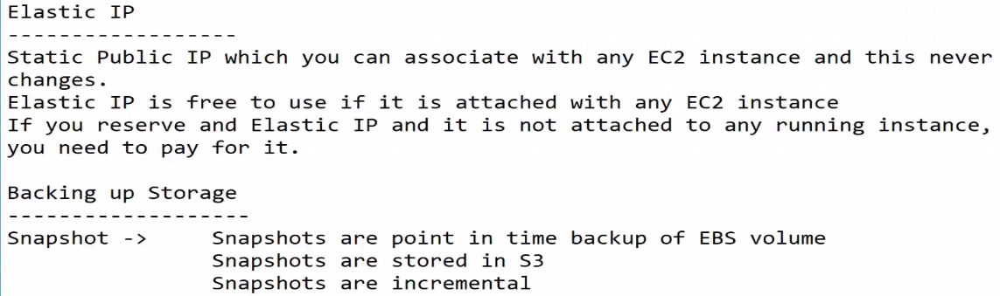 Elastic IP
------------------
Static Public IP which you can associate with any EC2 instance and this never
changes.
Elastic IP is free to use if it is attached with any EC2 instance
If you reserve and Elastic IP and it is not attached to any running instance,
you need to pay for it.

Backing up Storage
-------------------
Snapshot ->     Snapshots are point in time backup of EBS volume
                Snapshots are stored in S3
                Snapshots are incremental